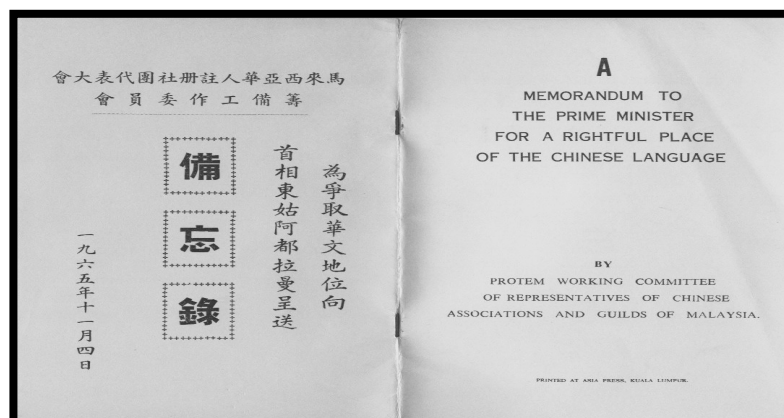 馬來西亞華人註册社團代表大會
籌備工作委員會
為爭取華文地位向
首相東姑阿都拉曼呈送
備忘錄
一九六五年十一月四日
A
MEMORANDUM TO
THE PRIME MINISTER
FOR A RIGHTFUL PLACE
OF THE CHINESE LANGUAGE
BY
PROTEM WORKING COMMITTEE
OF REPRESENTATIVES OF CHINESE
ASSOCIATIONS AND GUILDS OF MALAYSIA.
PRINTED AT ASIA PRESS, KUALA LUMPUR.